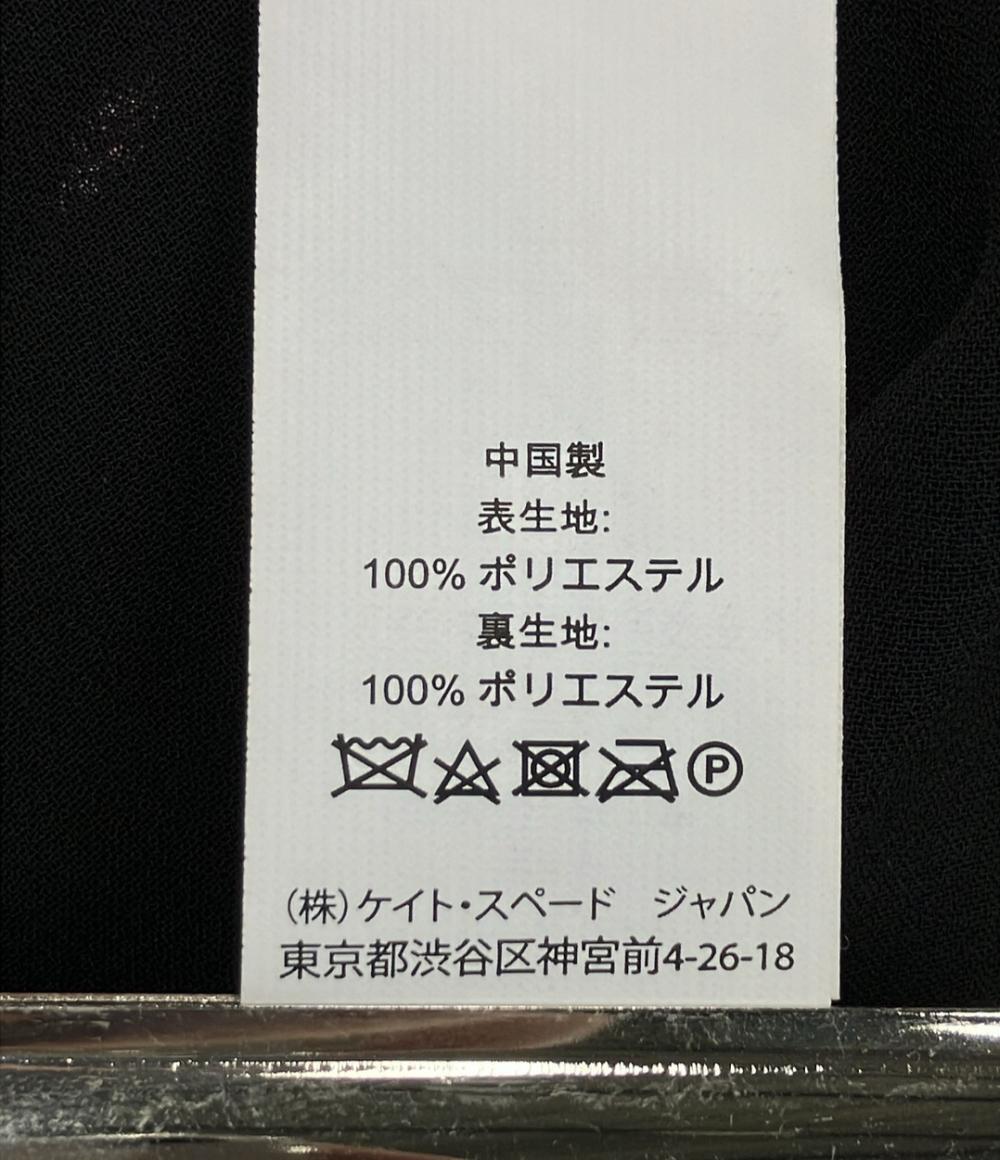 中国製
表生地:
100% ポリエステル
裏生地:
100% ポリエステル
P
(株)ケイト・スペード　ジャパン
東京都渋谷区神宮前4-26-18